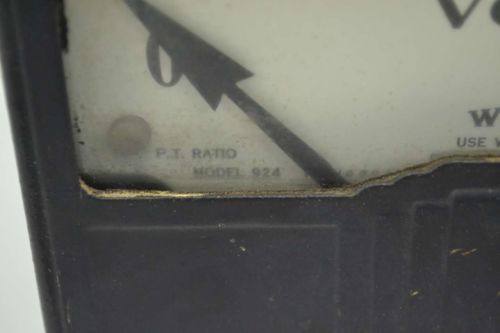 0
W
USE W
P.T. RATIO
MODEL 924